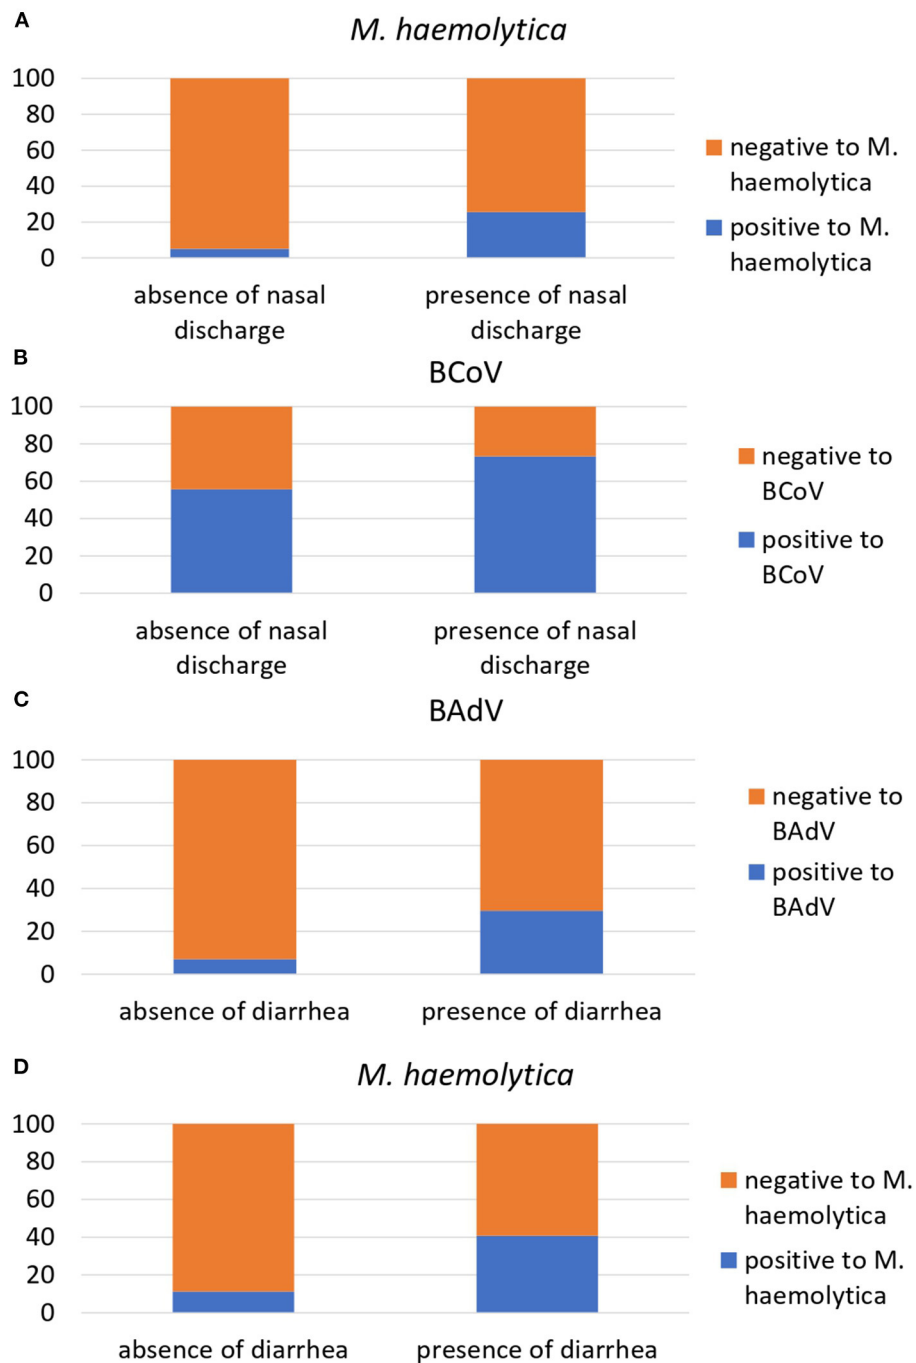 A
M. haemolytica
100
80
60
40
20
0
absence of nasal
discharge
presence of nasal
discharge
negative to M.
haemolytica
positive to M.
haemolytica
B
BCoV
100
80
60
40
20
0
absence of nasal
discharge
presence of nasal
discharge
negative to
BCoV
positive to
BCoV
C
BAdV
100
80
60
40
20
0
absence of diarrhea
presence of diarrhea
negative to
BAdV
positive to
BAdV
D
M. haemolytica
100
80
60
40
20
0
absence of diarrhea
presence of diarrhea
negative to M.
haemolytica
positive to M.
haemolytica